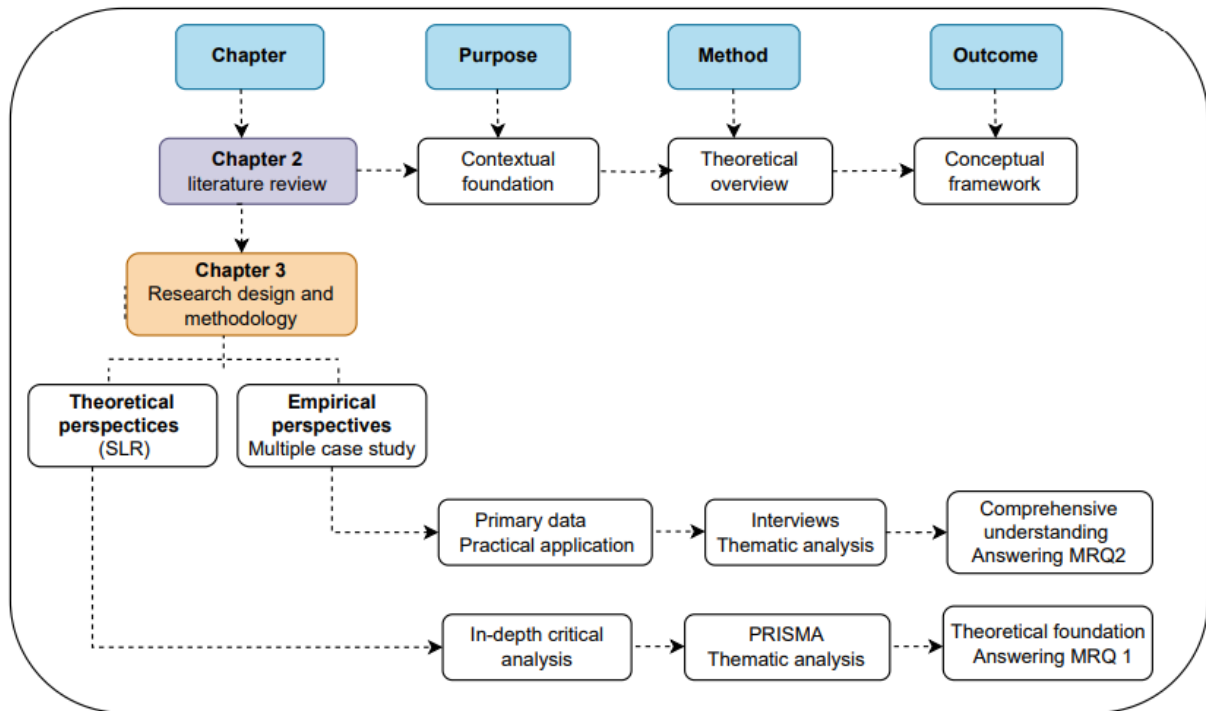 Chapter
Purpose
Method
Outcome
Chapter 2
literature review
Contextual
foundation
Theoretical
overview
Conceptual
framework
Chapter 3
Research design and
methodology
Theoretical
perspectices
(SLR)
Empirical
perspectives
Multiple case study
Primary data
Practical application
Interviews
Thematic analysis
Comprehensive
understanding
Answering MRQ2
In-depth critical
analysis
PRISMA
Thematic analysis
Theoretical foundation
Answering MRQ 1